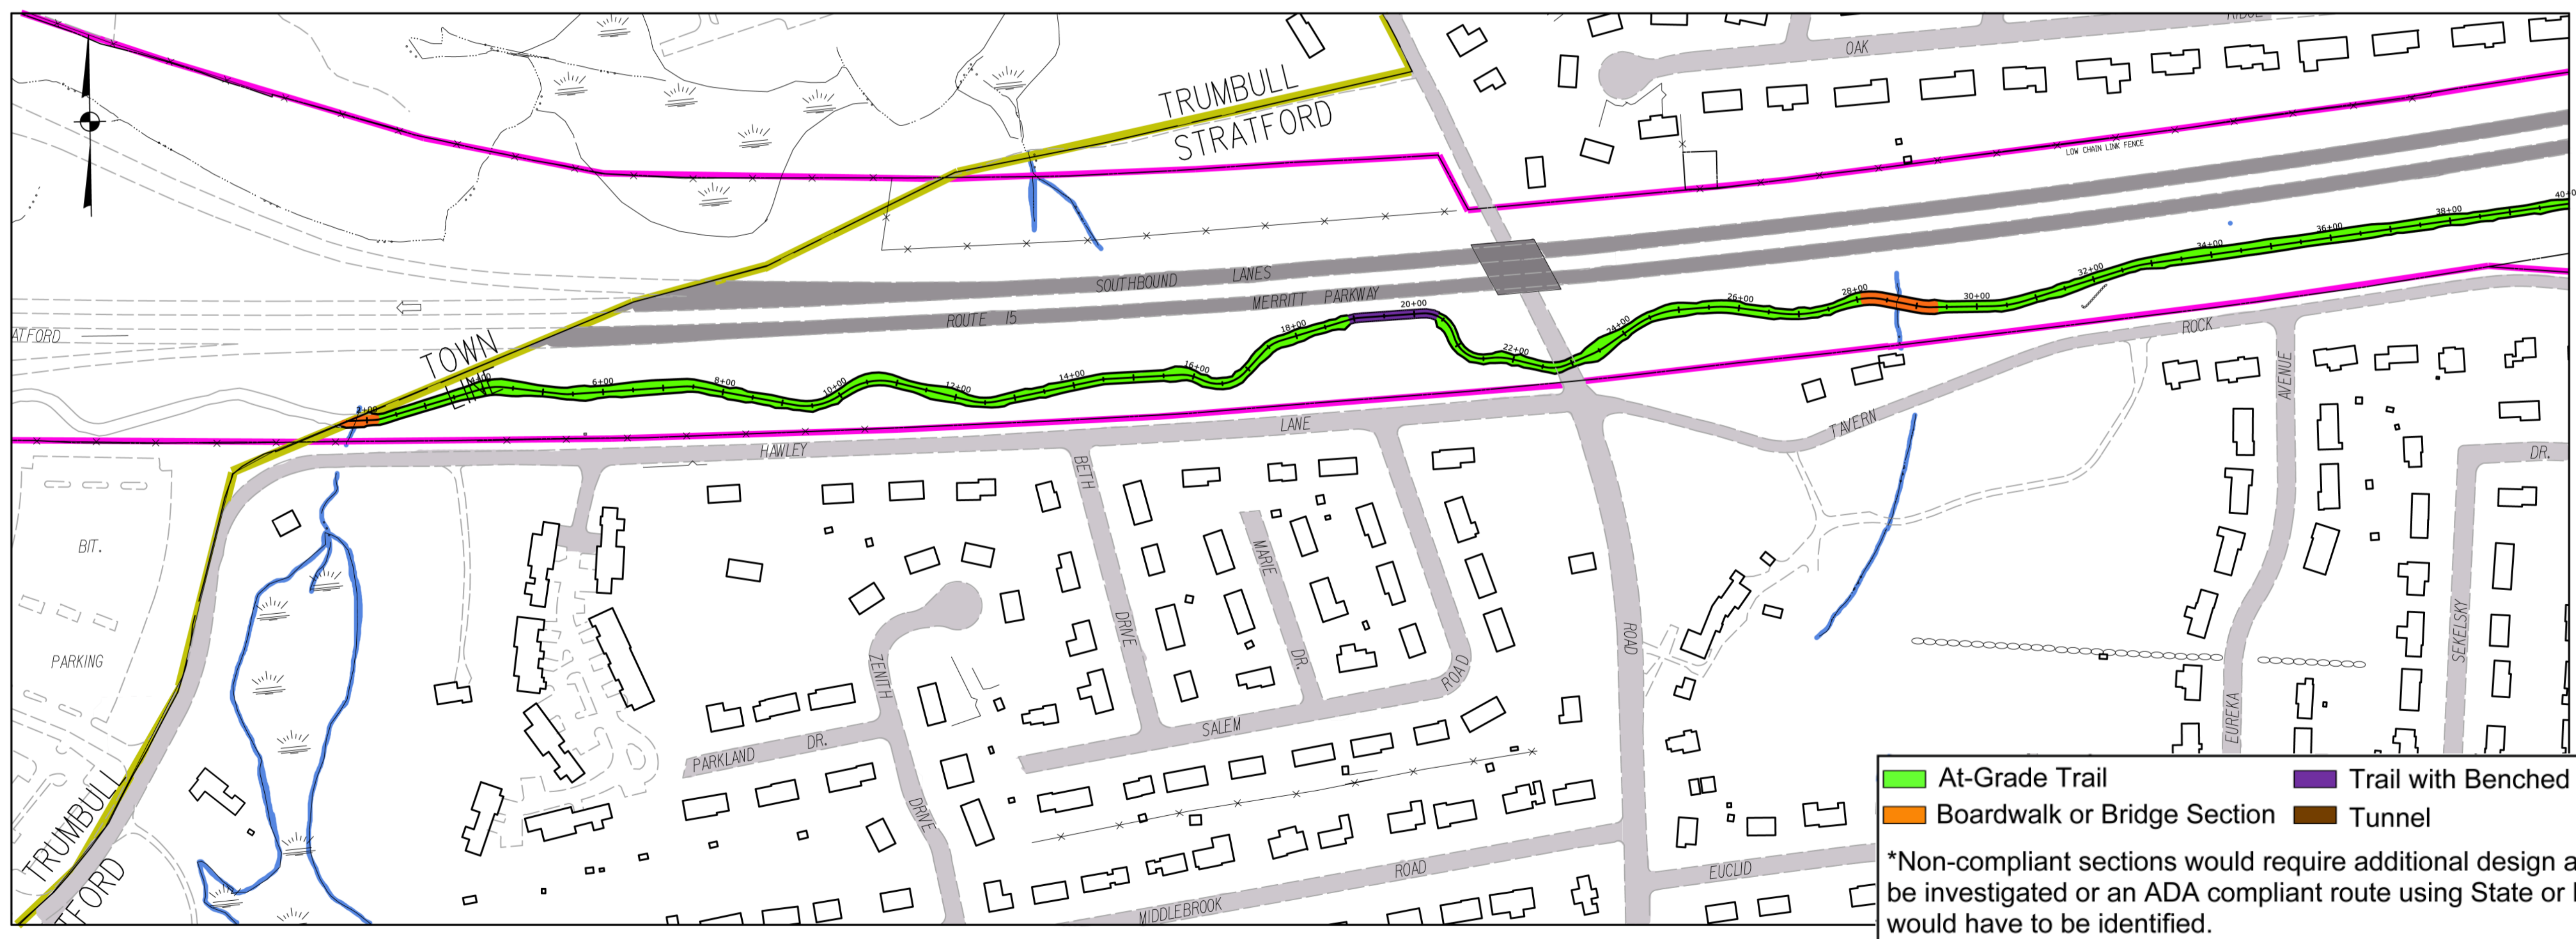 OAK
TRUMBULL
STRATFORD
LOW CHAIN LINK FENCE
SOUTHBOUND LANES
MERRITT PARKWAY
ROUTE 15
ATFORD
TOWN
LINE
2+00
6+00
8+00
10+00
12+00
14+00
16+00
18+00
20+00
22+00
24+00
26+00
28+00
30+00
32+00
34+00
36+00
38+00
ROCK
TAVERN
ROAD
AVENUE
EUREKA
DR.
SEKELSKY
HAWLEY LANE
BETH
DRIVE
MARIE
DR.
ROAD
SALEM
ZENITH
DRIVE
PARKLAND DR.
MIDDLEBROOK ROAD
EUCLID
BIT.
PARKING
TRUMBULL
TFORD
At-Grade Trail
Trail with Benched
Boardwalk or Bridge Section
Tunnel
*Non-compliant sections would require additional design a
be investigated or an ADA compliant route using State or
would have to be identified.